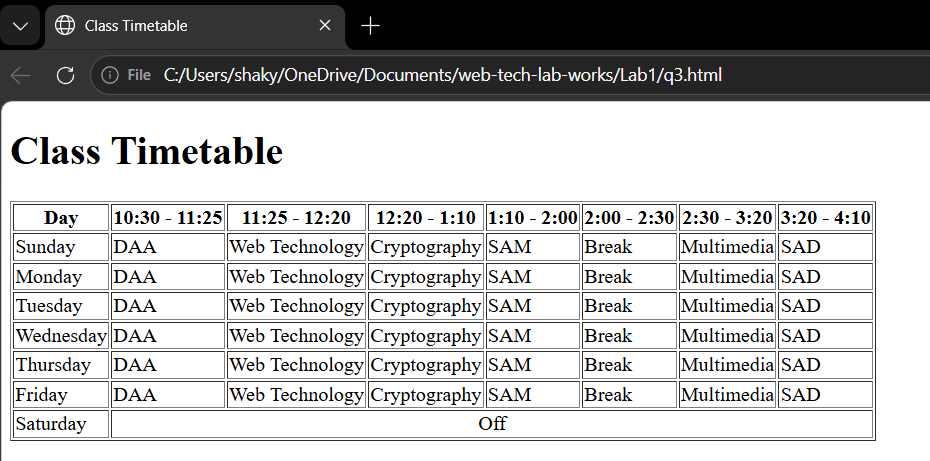 Class Timetable
File C:/Users/shaky/OneDrive/Documents/web-tech-lab-works/Lab1/q3.html
Class Timetable
Day 10:30 - 11:25 11:25 - 12:20 12:20 - 1:10 1:10 - 2:00 2:00 - 2:30 2:30 - 3:20 3:20 - 4:10
Sunday DAA Web Technology Cryptography SAM Break Multimedia SAD
Monday DAA Web Technology Cryptography SAM Break Multimedia SAD
Tuesday DAA Web Technology Cryptography SAM Break Multimedia SAD
Wednesday DAA Web Technology Cryptography SAM Break Multimedia SAD
Thursday DAA Web Technology Cryptography SAM Break Multimedia SAD
Friday DAA Web Technology Cryptography SAM Break Multimedia SAD
Saturday Off